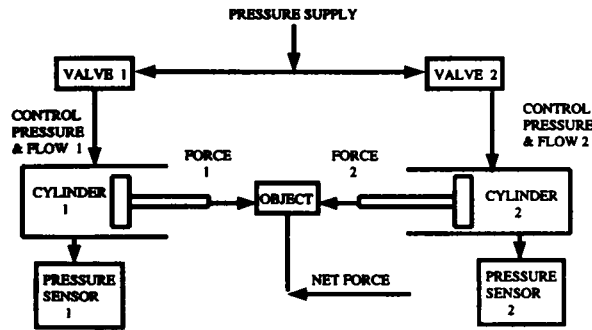 PRESSURE SUPPLY
VALVE 1
VALVE 2
CONTROL
PRESSURE
& FLOW 1
CONTROL
PRESSURE
& FLOW 2
FORCE
1
FORCE
2
CYLINDER
1
OBJECT
CYLINDER
2
PRESSURE
SENSOR
1
NET FORCE
PRESSURE
SENSOR
2